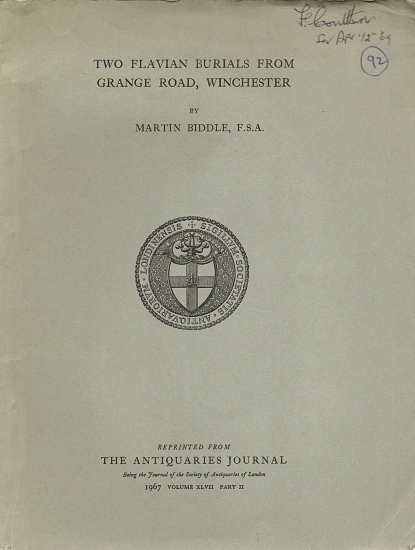 92
TWO FLAVIAN BURIALS FROM
GRANGE ROAD, WINCHESTER
BY
MARTIN BIDDLE, F.S.A.
SIGILLVM · SOCIETATIS · ANTIQVARIORVM · LONDINENSIS
REPRINTED FROM
THE ANTIQUARIES JOURNAL
Being the Journal of the Society of Antiquaries of London
1967 VOLUME XLVII PART II